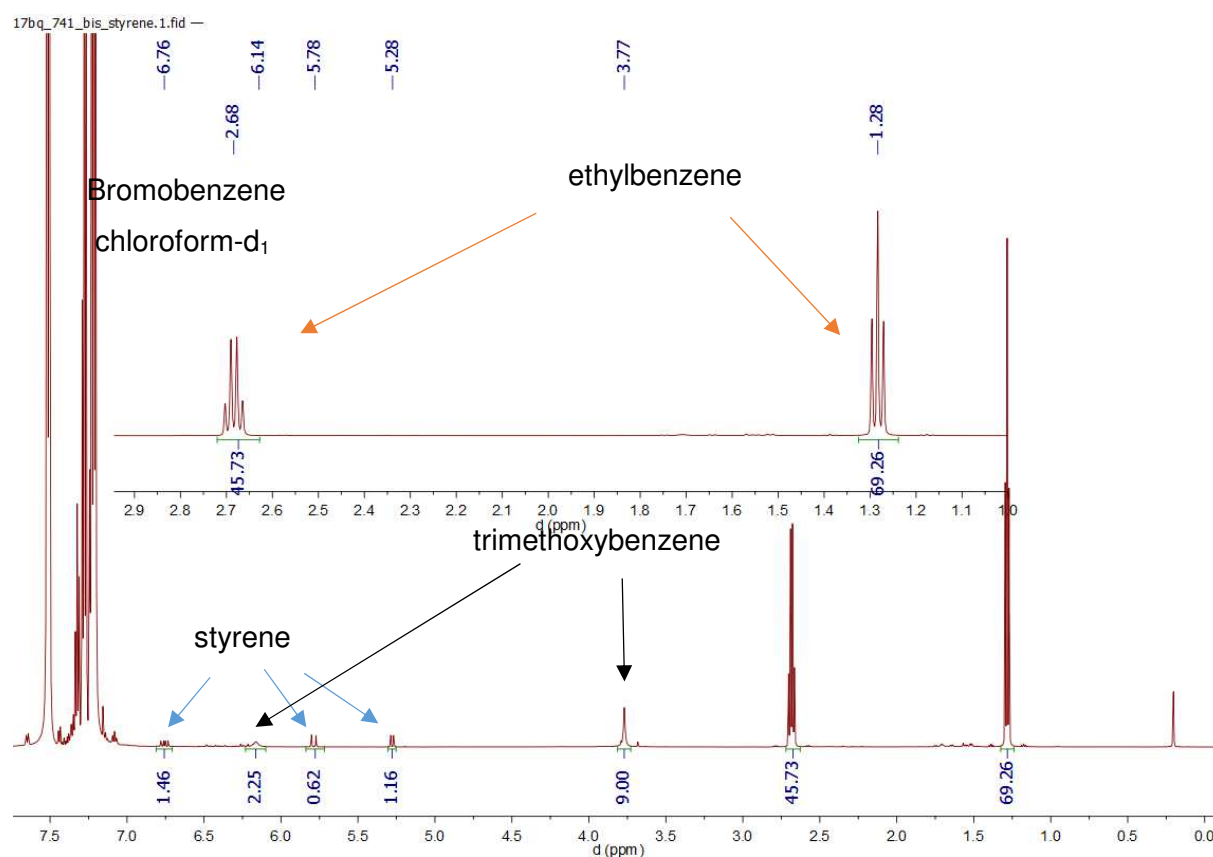 17bq_741_bis_styrene.1.fid —
—6.76
—6.14
—5.78
—5.28
—3.77
—2.68
—1.28
Bromobenzene
chloroform-d₁
ethylbenzene
45.73
69.26
2.9 2.8 2.7 2.6 2.5 2.4 2.3 2.2 2.1 2.0 1.9 1.8 1.7 1.6 1.5 1.4 1.3 1.2 1.1 1.0
d (ppm)
trimethoxybenzene
styrene
1.46
2.25
0.62
1.16
9.00
45.73
69.26
7.5 7.0 6.5 6.0 5.5 5.0 4.5 4.0 3.5 3.0 2.5 2.0 1.5 1.0 0.5 0.0
d (ppm)